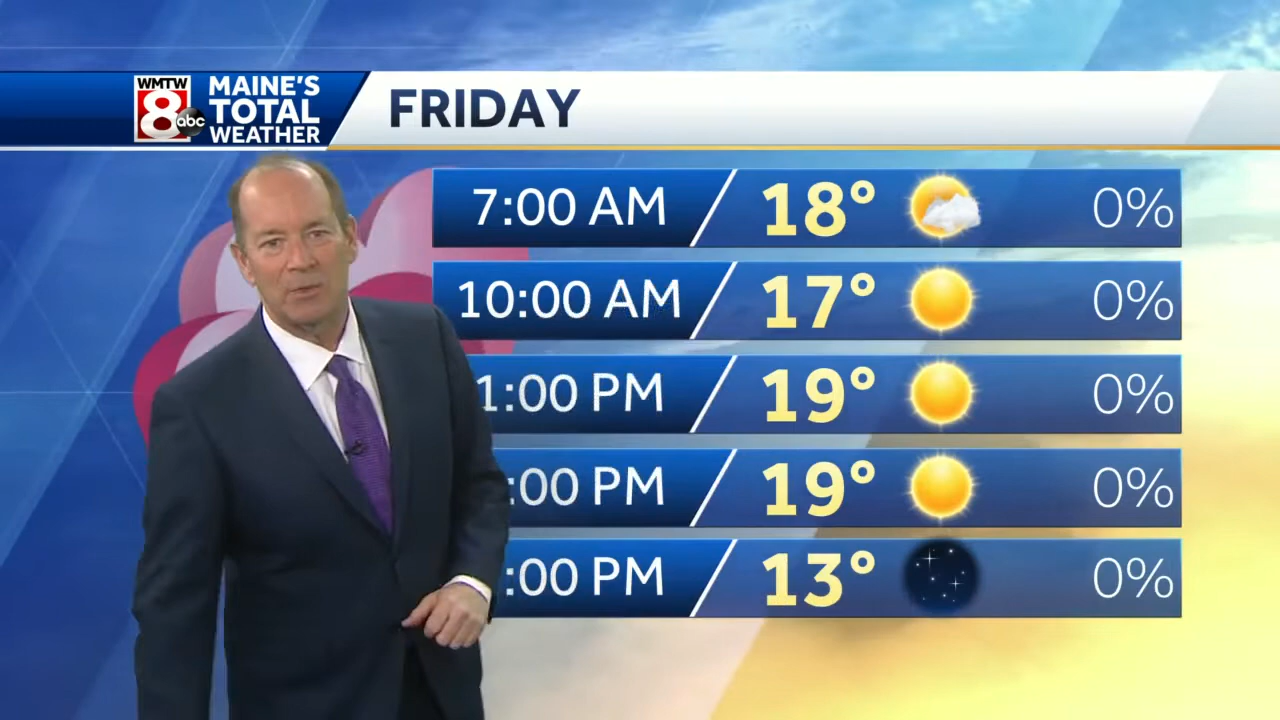 WMTW
8
abc
MAINE'S
TOTAL
WEATHER
FRIDAY
7:00 AM 18° 0%
10:00 AM 17° 0%
1:00 PM 19° 0%
:00 PM 19° 0%
:00 PM 13° 0%